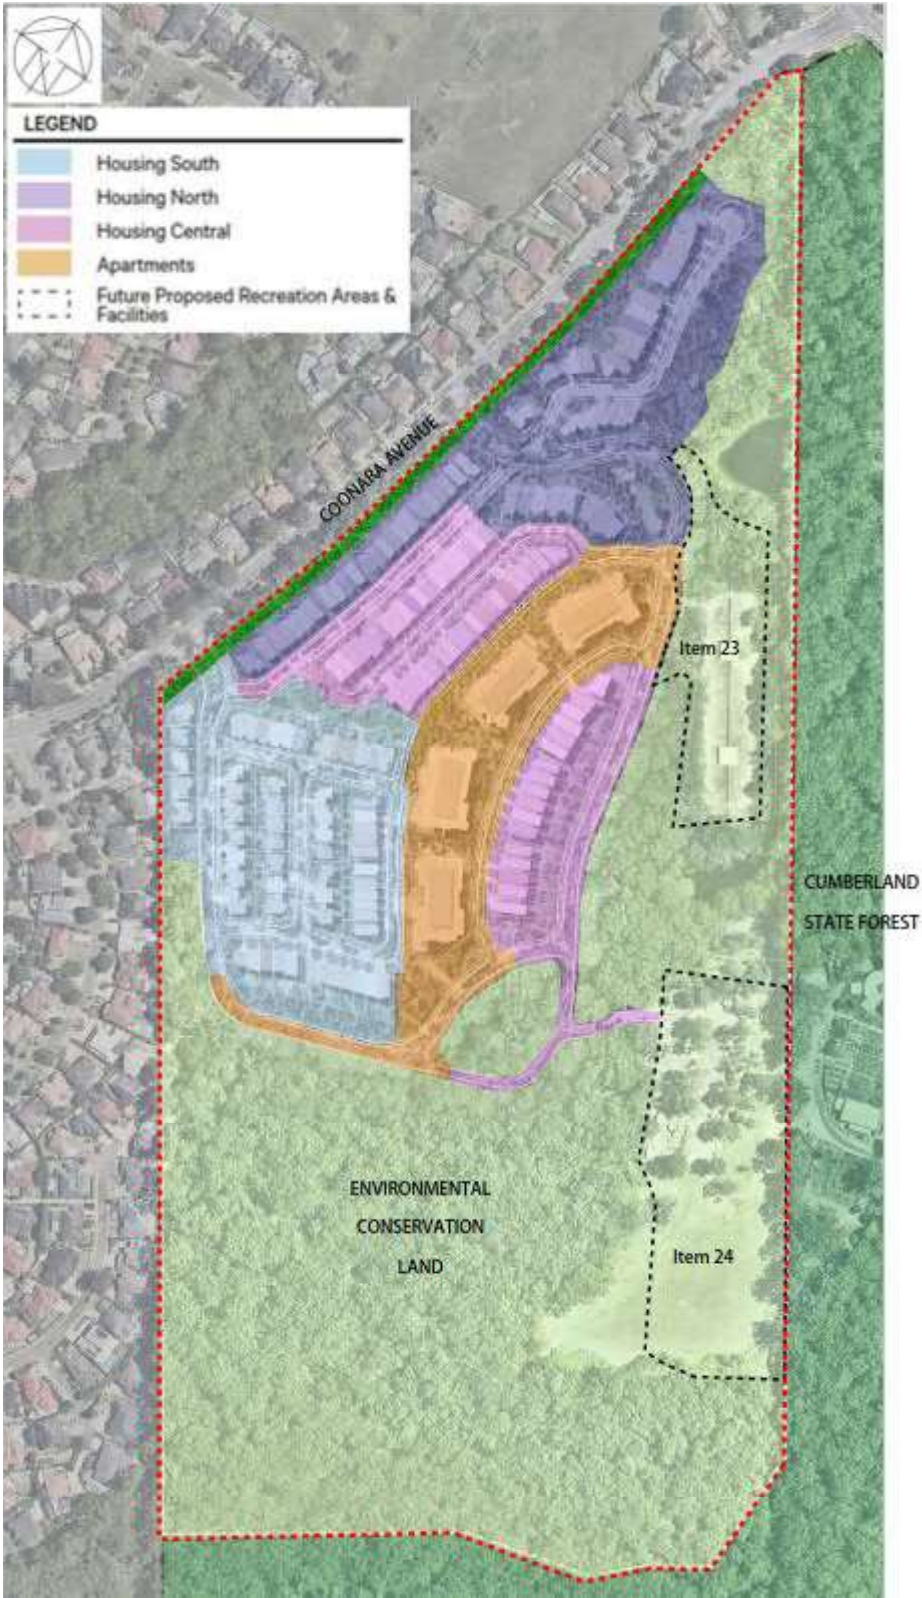 LEGEND
Housing South
Housing North
Housing Central
Apartments
Future Proposed Recreation Areas &
Facilities
COONARA AVENUE
Item 23
CUMBERLAND
STATE FOREST
ENVIRONMENTAL
CONSERVATION
LAND
Item 24